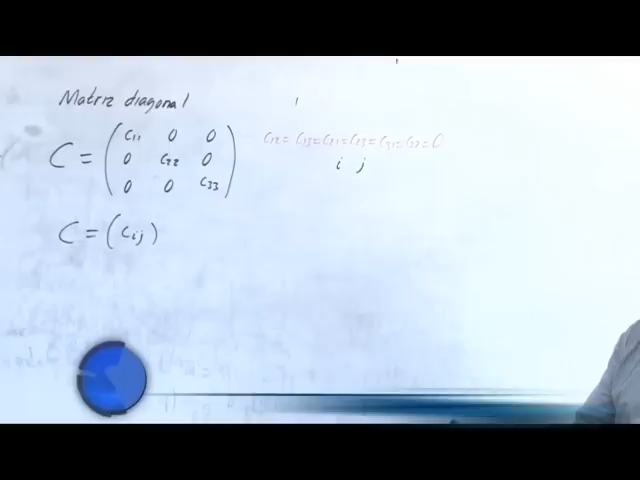 Matriz diagonal
C = ( c₁₁ 0 0
0 c₂₂ 0
0 0 c₃₃ )
c₁₂ = c₁₃ = c₂₁ = c₂₃ = c₃₁ = c₃₂ = 0
i j
C = (cᵢⱼ)